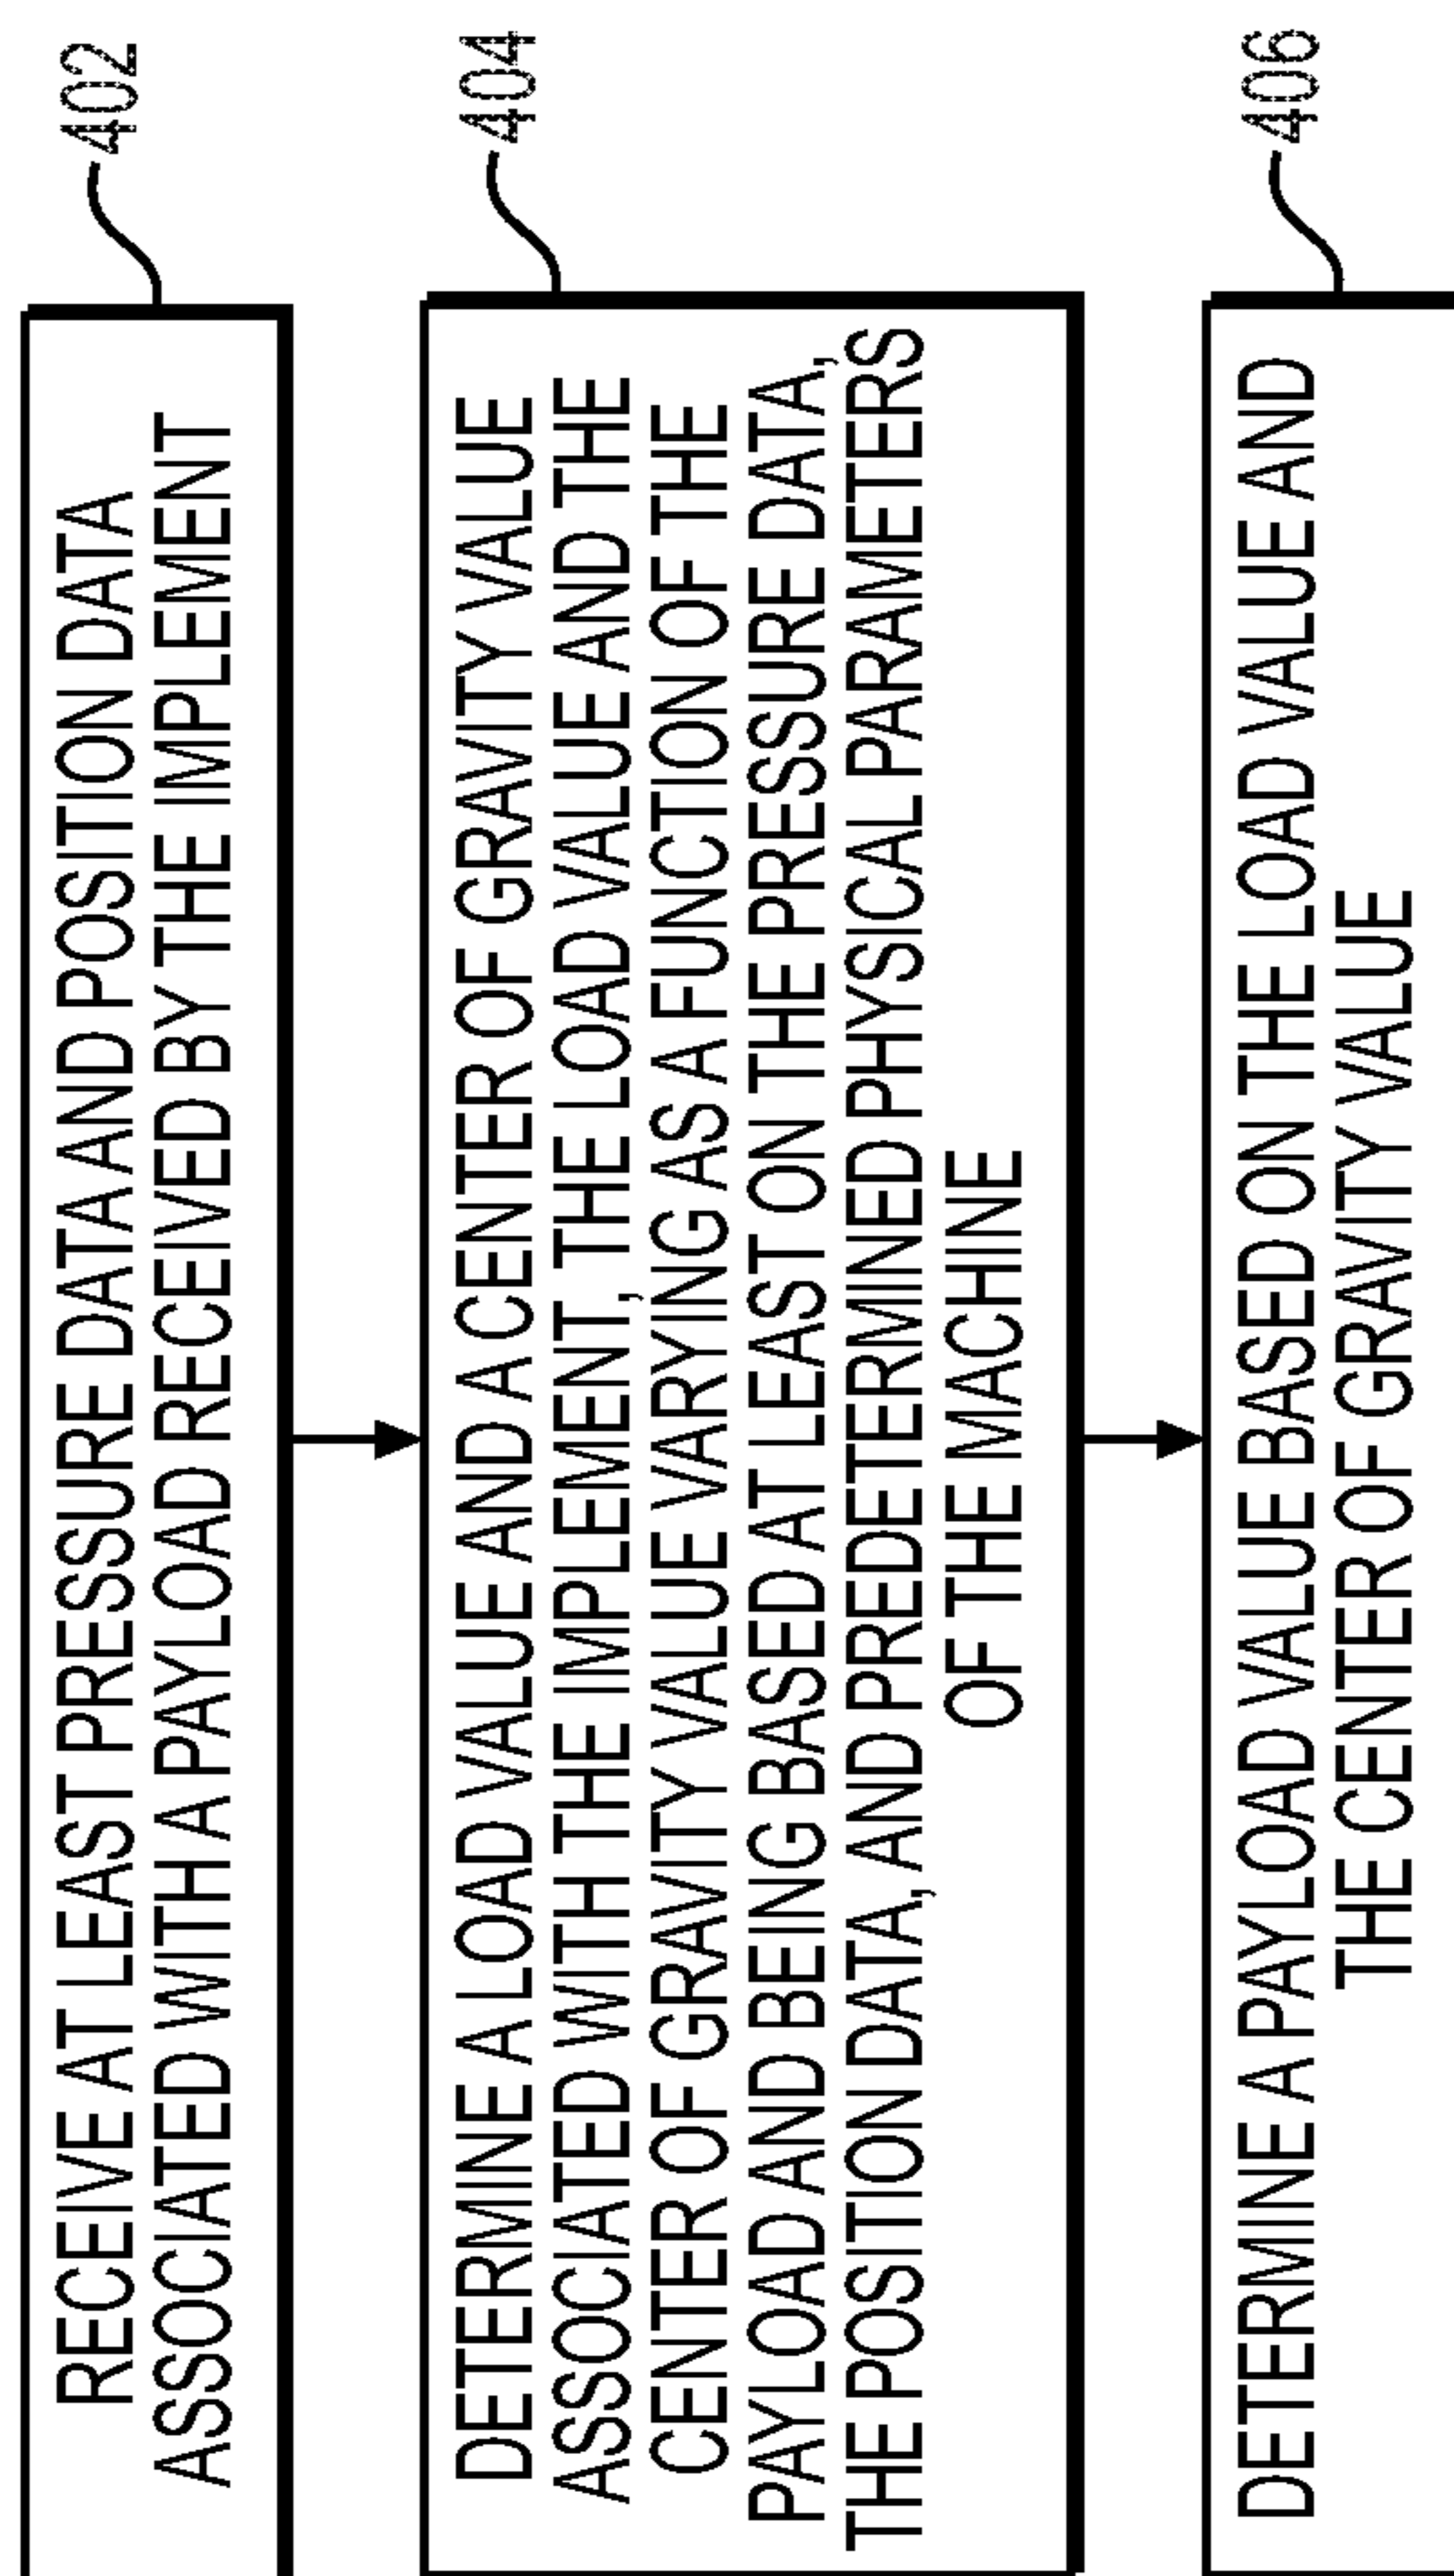 402
RECEIVE AT LEAST PRESSURE DATA AND POSITION DATA
ASSOCIATED WITH A PAYLOAD RECEIVED BY THE IMPLEMENT
404
DETERMINE A LOAD VALUE AND A CENTER OF GRAVITY VALUE
ASSOCIATED WITH THE IMPLEMENT, THE LOAD VALUE AND THE
CENTER OF GRAVITY VALUE VARYING AS A FUNCTION OF THE
PAYLOAD AND BEING BASED AT LEAST ON THE PRESSURE DATA,
THE POSITION DATA, AND PREDETERMINED PHYSICAL PARAMETERS
OF THE MACHINE
406
DETERMINE A PAYLOAD VALUE BASED ON THE LOAD VALUE AND
THE CENTER OF GRAVITY VALUE